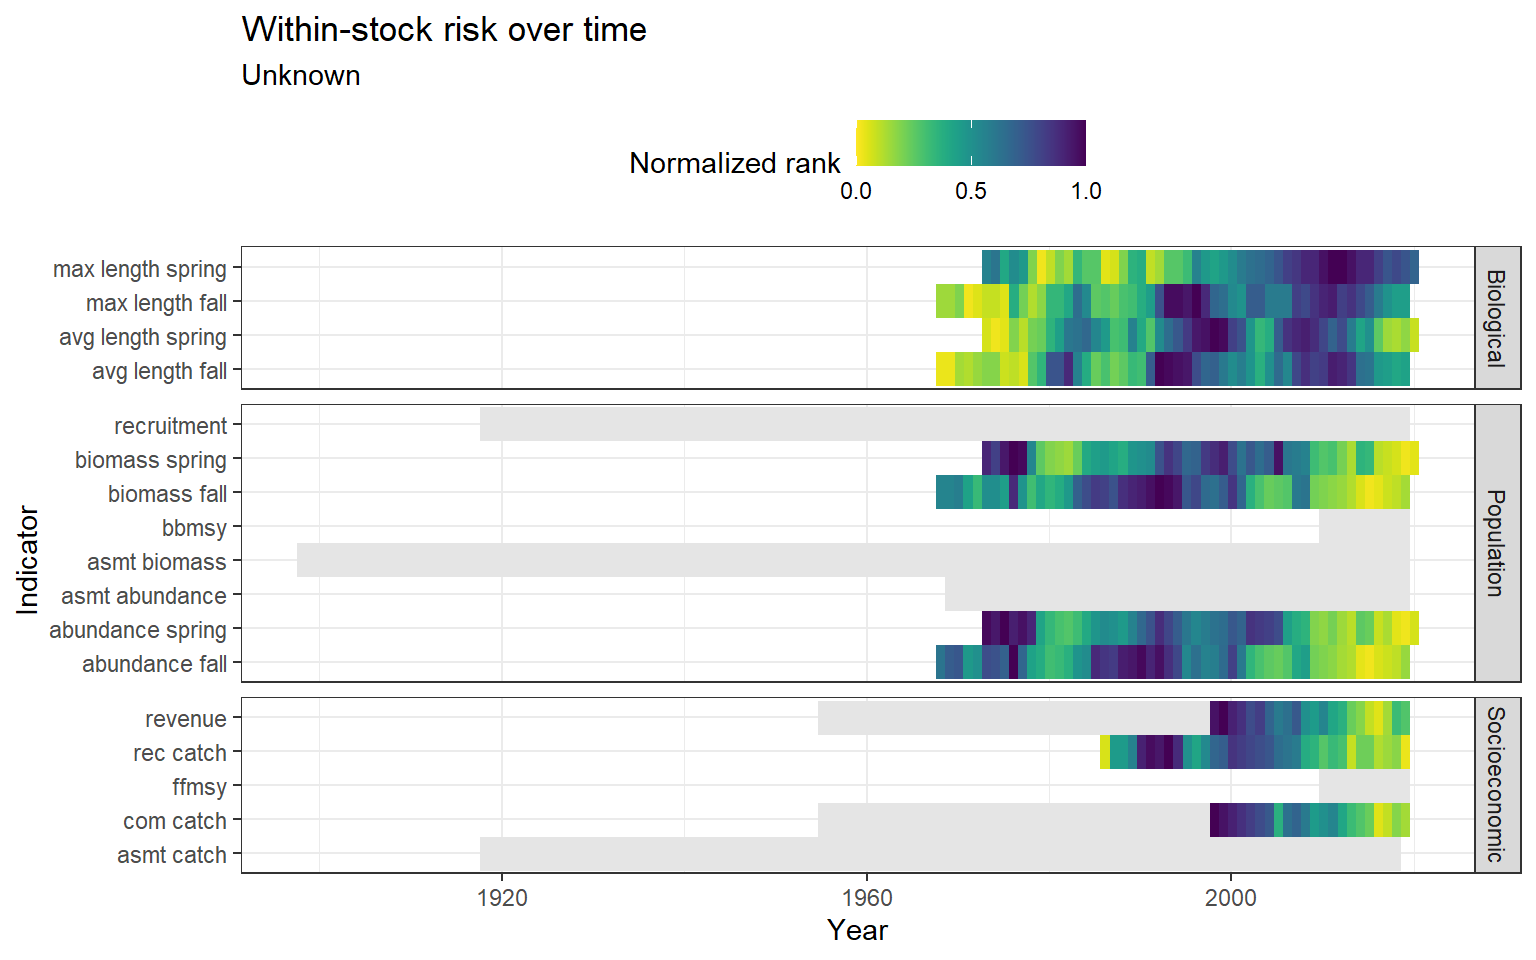 Within-stock risk over time
Unknown
Normalized rank
0.0 0.5 1.0
max length spring
max length fall
avg length spring
avg length fall
Biological
recruitment
biomass spring
biomass fall
bbmsy
asmt biomass
asmt abundance
abundance spring
abundance fall
Population
revenue
rec catch
ffmsy
com catch
asmt catch
Socioeconomic
Indicator
1920 1960 2000
Year